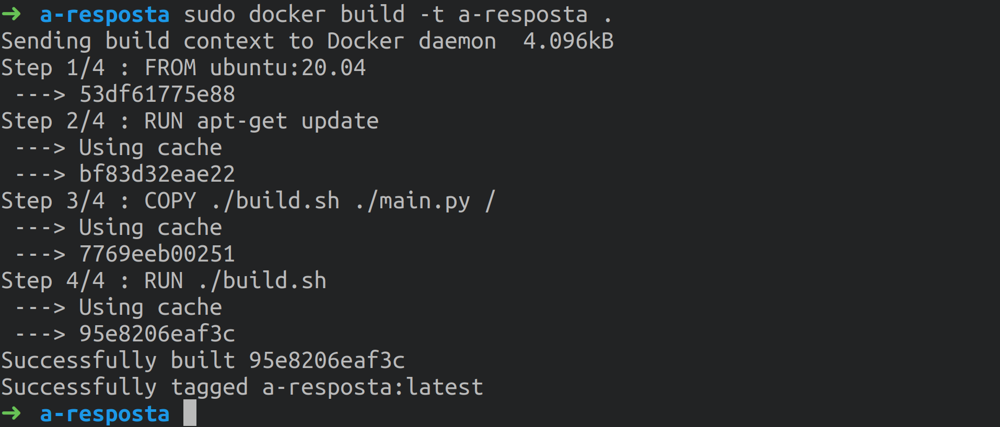 ➜  a-resposta sudo docker build -t a-resposta .
Sending build context to Docker daemon  4.096kB
Step 1/4 : FROM ubuntu:20.04
 ---> 53df61775e88
Step 2/4 : RUN apt-get update
 ---> Using cache
 ---> bf83d32eae22
Step 3/4 : COPY ./build.sh ./main.py /
 ---> Using cache
 ---> 7769eeb00251
Step 4/4 : RUN ./build.sh
 ---> Using cache
 ---> 95e8206eaf3c
Successfully built 95e8206eaf3c
Successfully tagged a-resposta:latest
➜  a-resposta